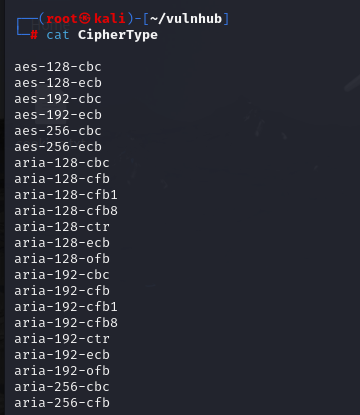 ┌──(root㉿kali)-[~/vulnhub]
└─# cat CipherType
aes-128-cbc
aes-128-ecb
aes-192-cbc
aes-192-ecb
aes-256-cbc
aes-256-ecb
aria-128-cbc
aria-128-cfb
aria-128-cfb1
aria-128-cfb8
aria-128-ctr
aria-128-ecb
aria-128-ofb
aria-192-cbc
aria-192-cfb
aria-192-cfb1
aria-192-cfb8
aria-192-ctr
aria-192-ecb
aria-192-ofb
aria-256-cbc
aria-256-cfb